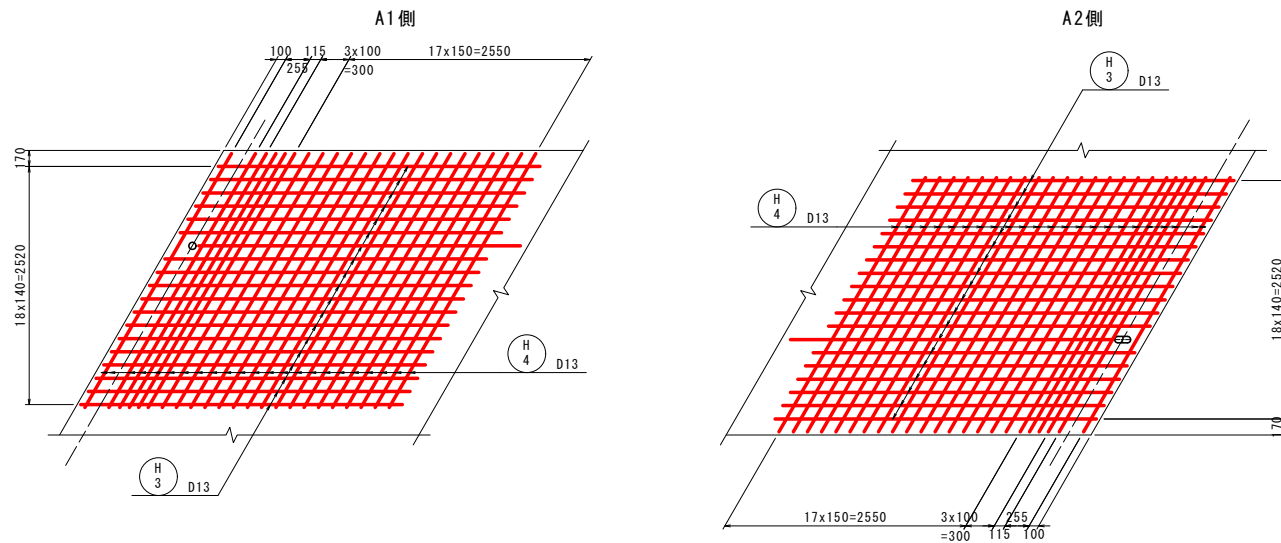 A1側
100 115 3x100 17x150=2550
255 =300
170
18x140=2520
H
4 D13
H
3 D13
A2側
H
3 D13
H
4 D13
18x140=2520
170
17x150=2550 3x100 255
=300 115 100